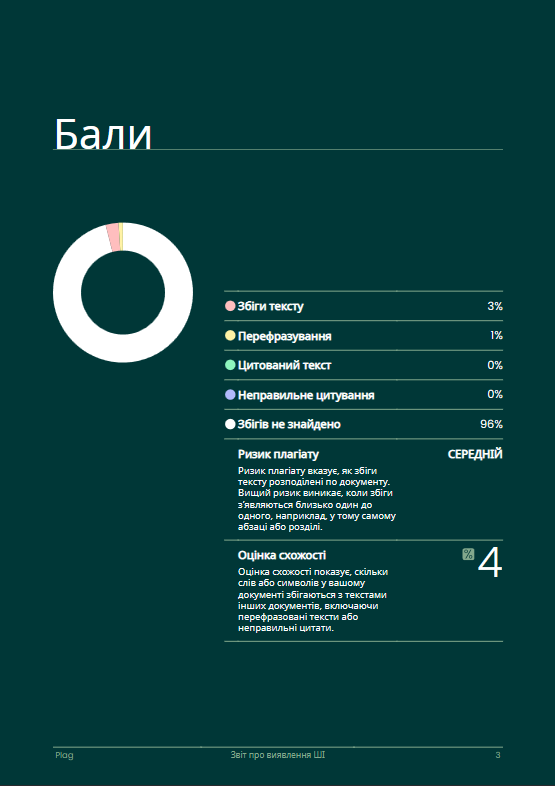 Бали
Збіги тексту 3%
Перефразування 1%
Цитований текст 0%
Неправильне цитування 0%
Збігів не знайдено 96%
Ризик плагіату СЕРЕДНІЙ
Ризик плагіату вказує, як збіги
тексту розподілені по документу.
Вищий ризик виникає, коли збіги
з'являються близько один до
одного, наприклад, у тому самому
абзаці або розділі.
Оцінка схожості % 4
Оцінка схожості показує, скільки
слів або символів у вашому
документі збігаються з текстами
інших документів, включаючи
перефразовані тексти або
неправильні цитати.
Plag Звіт про виявлення ШІ 3